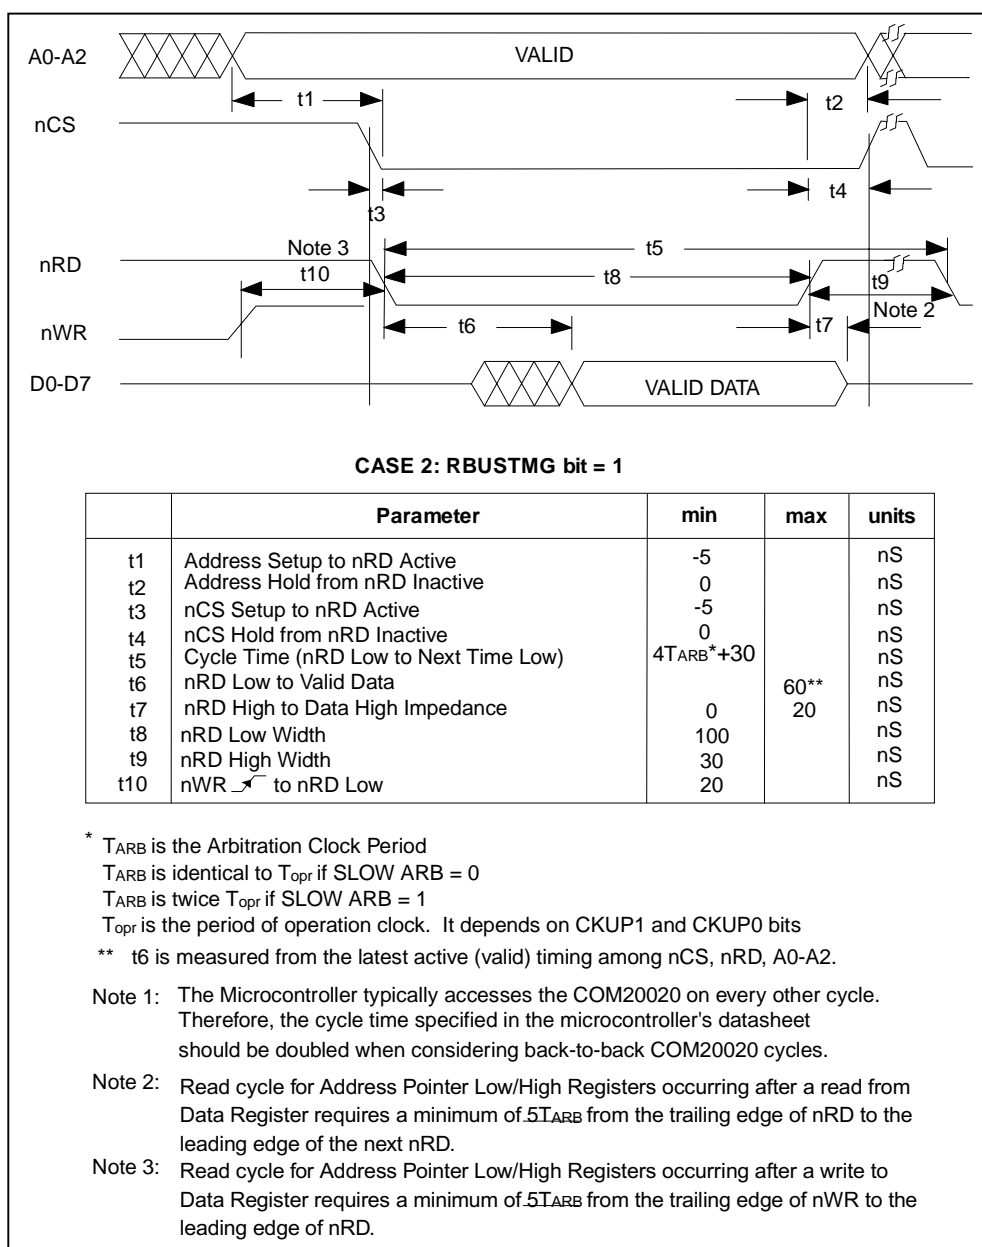 A0-A2 VALID
t1 t2
nCS
t3 t4
Note 3 t5
nRD
t10 t8 t9
Note 2
nWR t6 t7
D0-D7 VALID DATA
CASE 2: RBUSTMG bit = 1
Parameter min max units
t1 Address Setup to nRD Active -5 nS
t2 Address Hold from nRD Inactive 0 nS
t3 nCS Setup to nRD Active -5 nS
t4 nCS Hold from nRD Inactive 0 nS
t5 Cycle Time (nRD Low to Next Time Low) 4TARB*+30 nS
t6 nRD Low to Valid Data 60** nS
t7 nRD High to Data High Impedance 0 20 nS
t8 nRD Low Width 100 nS
t9 nRD High Width 30 nS
t10 nWR to nRD Low 20 nS
* TARB is the Arbitration Clock Period
TARB is identical to Topr if SLOW ARB = 0
TARB is twice Topr if SLOW ARB = 1
Topr is the period of operation clock. It depends on CKUP1 and CKUP0 bits
** t6 is measured from the latest active (valid) timing among nCS, nRD, A0-A2.
Note 1: The Microcontroller typically accesses the COM20020 on every other cycle.
Therefore, the cycle time specified in the microcontroller's datasheet
should be doubled when considering back-to-back COM20020 cycles.
Note 2: Read cycle for Address Pointer Low/High Registers occurring after a read from
Data Register requires a minimum of 5TARB from the trailing edge of nRD to the
leading edge of the next nRD.
Note 3: Read cycle for Address Pointer Low/High Registers occurring after a write to
Data Register requires a minimum of 5TARB from the trailing edge of nWR to the
leading edge of nRD.